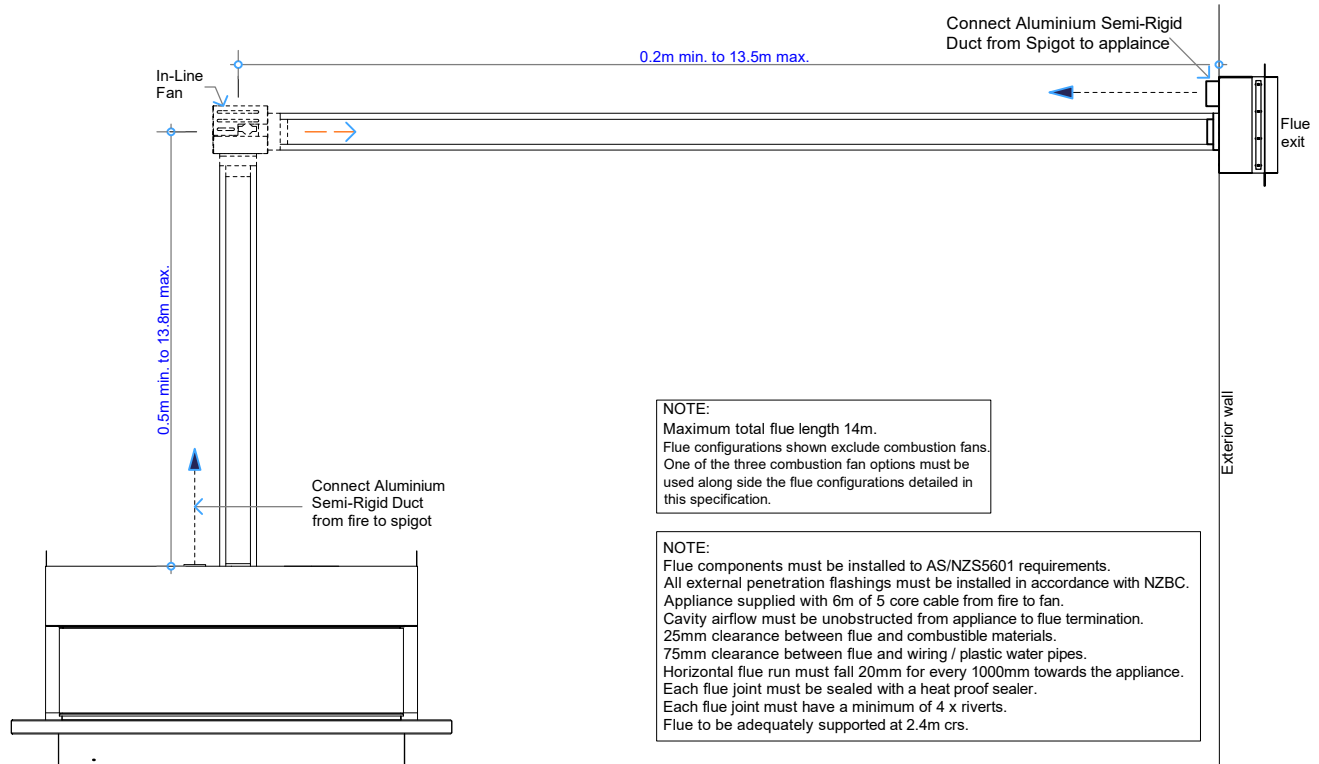 Connect Aluminium Semi-Rigid
Duct from Spigot to applaince
0.2m min. to 13.5m max.
In-Line
Fan
Flue
exit
0.5m min. to 13.8m max.
Connect Aluminium
Semi-Rigid Duct
from fire to spigot
Exterior wall
NOTE:
Maximum total flue length 14m.
Flue configurations shown exclude combustion fans.
One of the three combustion fan options must be
used along side the flue configurations detailed in
this specification.
NOTE:
Flue components must be installed to AS/NZS5601 requirements.
All external penetration flashings must be installed in accordance with NZBC.
Appliance supplied with 6m of 5 core cable from fire to fan.
Cavity airflow must be unobstructed from appliance to flue termination.
25mm clearance between flue and combustible materials.
75mm clearance between flue and wiring / plastic water pipes.
Horizontal flue run must fall 20mm for every 1000mm towards the appliance.
Each flue joint must be sealed with a heat proof sealer.
Each flue joint must have a minimum of 4 x riverts.
Flue to be adequately supported at 2.4m crs.